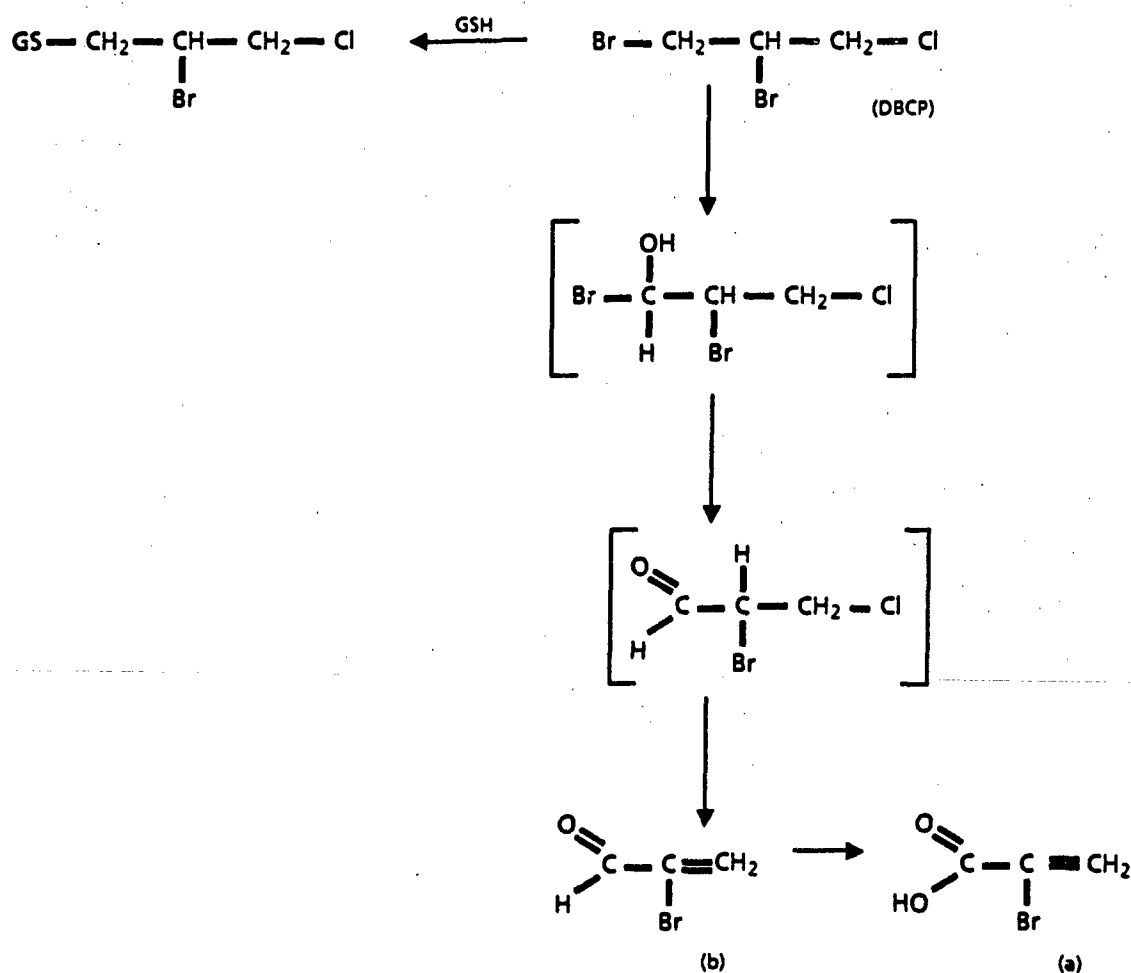 GS—CH₂—CH—CH₂—Cl
Br
GSH
Br—CH₂—CH—CH₂—Cl
Br
(DBCP)
OH
Br—C—CH—CH₂—Cl
H Br
O H
C—C—CH₂—Cl
H Br
O
C—C=CH₂
H Br
(b)
O
C—C=CH₂
HO Br
(a)